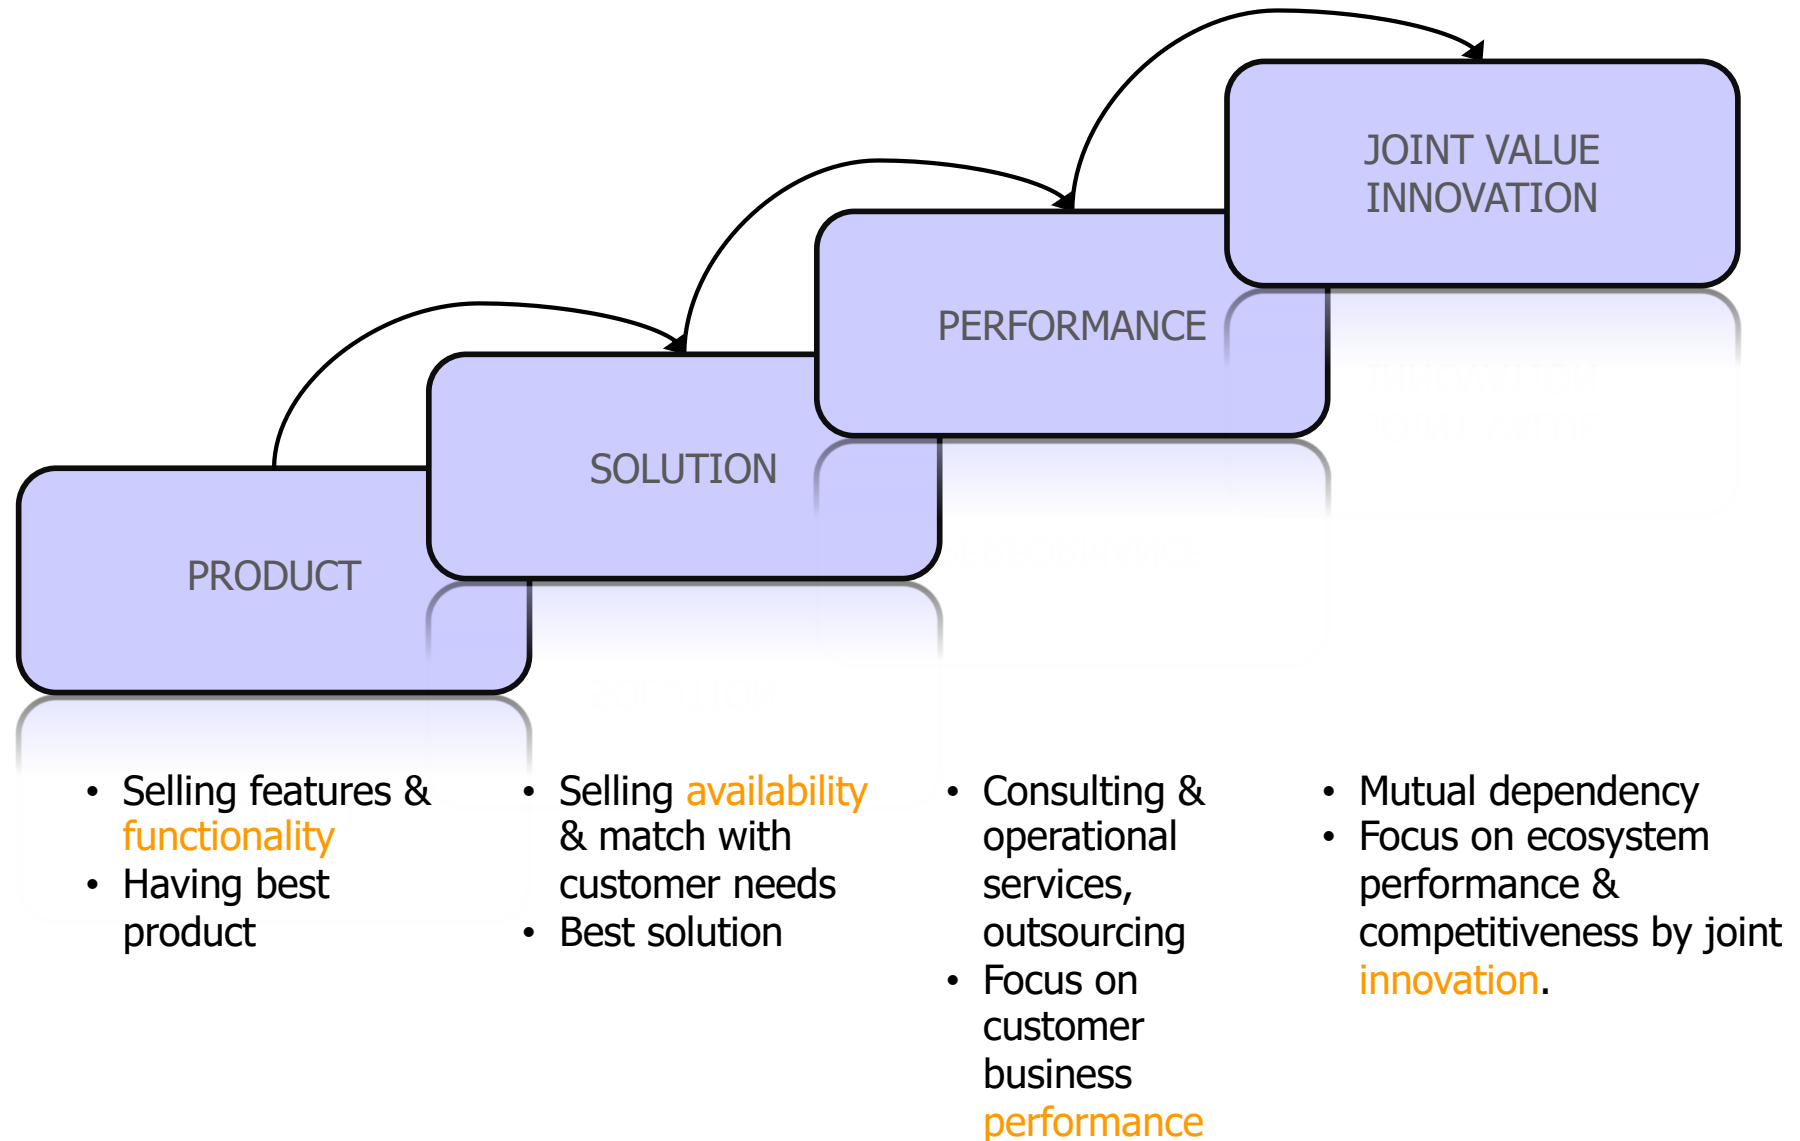 JOINT VALUE
INNOVATION
PERFORMANCE
SOLUTION
PRODUCT
• Selling features &
functionality
• Having best
product
• Selling availability
& match with
customer needs
• Best solution
• Consulting &
operational
services,
outsourcing
• Focus on
customer
business
performance
• Mutual dependency
• Focus on ecosystem
performance &
competitiveness by joint
innovation.